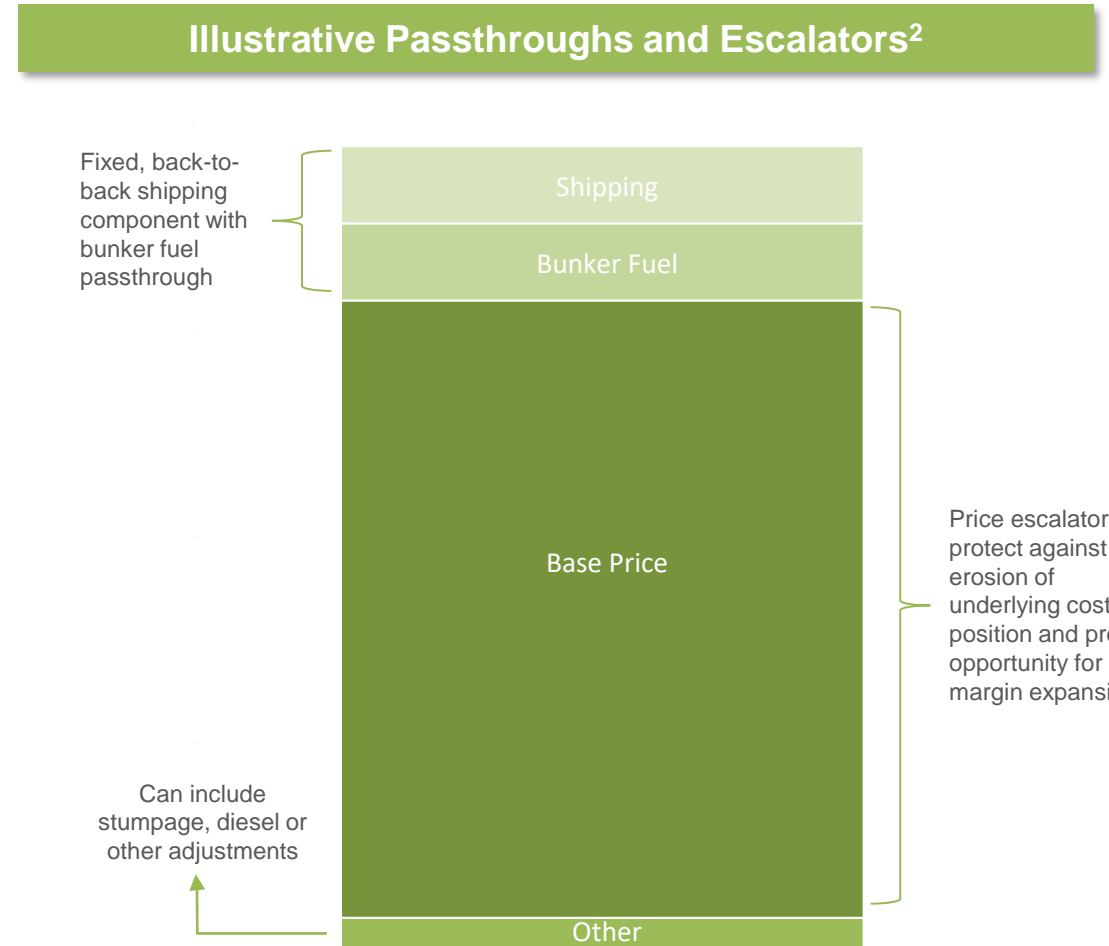 Illustrative Passthroughs and Escalators²
Fixed, back-to-
back shipping
component with
bunker fuel
passthrough
Shipping
Bunker Fuel
Base Price
Price escalator
protect against
erosion of
underlying cost
position and
opportunity for
margin
Can include
stumpage, diesel or
other adjustments
Other